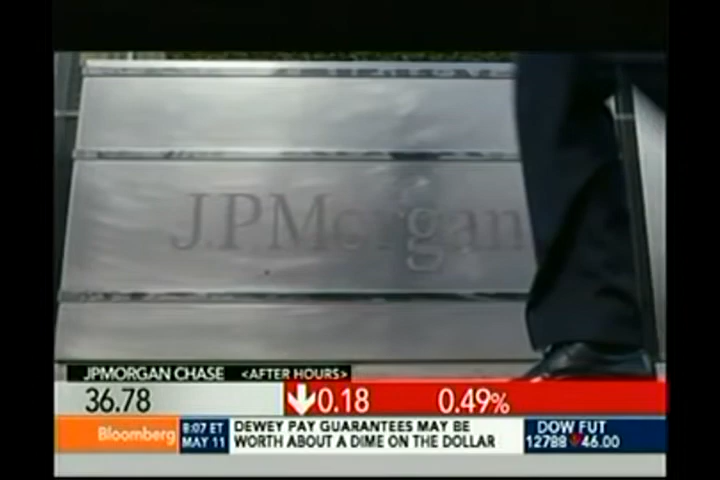 J.P.Morgan
JPMORGAN CHASE <AFTER HOURS>
36.78 ↓0.18 0.49%
Bloomberg
8:07 ET
MAY 11
DEWEY PAY GUARANTEES MAY BE
WORTH ABOUT A DIME ON THE DOLLAR
DOW FUT
12788 ↓46.00